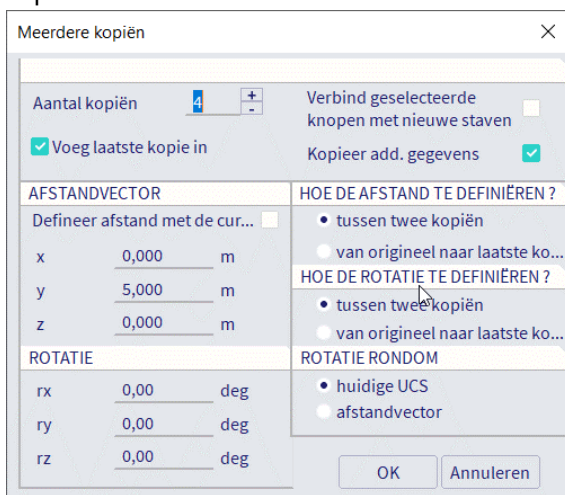 Meerdere kopiën
Aantal kopiën 4 + -
Verbind geselecteerde
knopen met nieuwe staven
Voeg laatste kopie in
Kopieer add. gegevens
AFSTANDVECTOR
Defineer afstand met de cur...
x 0,000 m
y 5,000 m
z 0,000 m
HOE DE AFSTAND TE DEFINIËREN ?
tussen twee kopiën
van origineel naar laatste ko...
HOE DE ROTATIE TE DEFINIËREN ?
tussen twee kopiën
van origineel naar laatste ko...
ROTATIE
rx 0,00 deg
ry 0,00 deg
rz 0,00 deg
ROTATIE RONDOM
huidige UCS
afstandvector
OK Annuleren